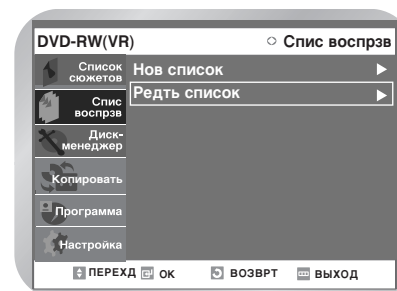 DVD-RW(VR) Спис воспрзв
Список сюжетов
Нов список
Спис воспрзв
Редть список
Диск-менеджер
Копировать
Программа
Настройка
ПЕРЕХД ОК ВОЗВРТ ВЫХОД